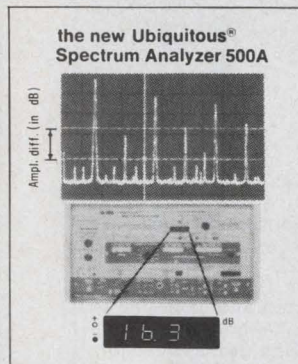 the new Ubiquitous®
Spectrum Analyzer 500A
Ampl. diff. (in dB)
dB
16.3